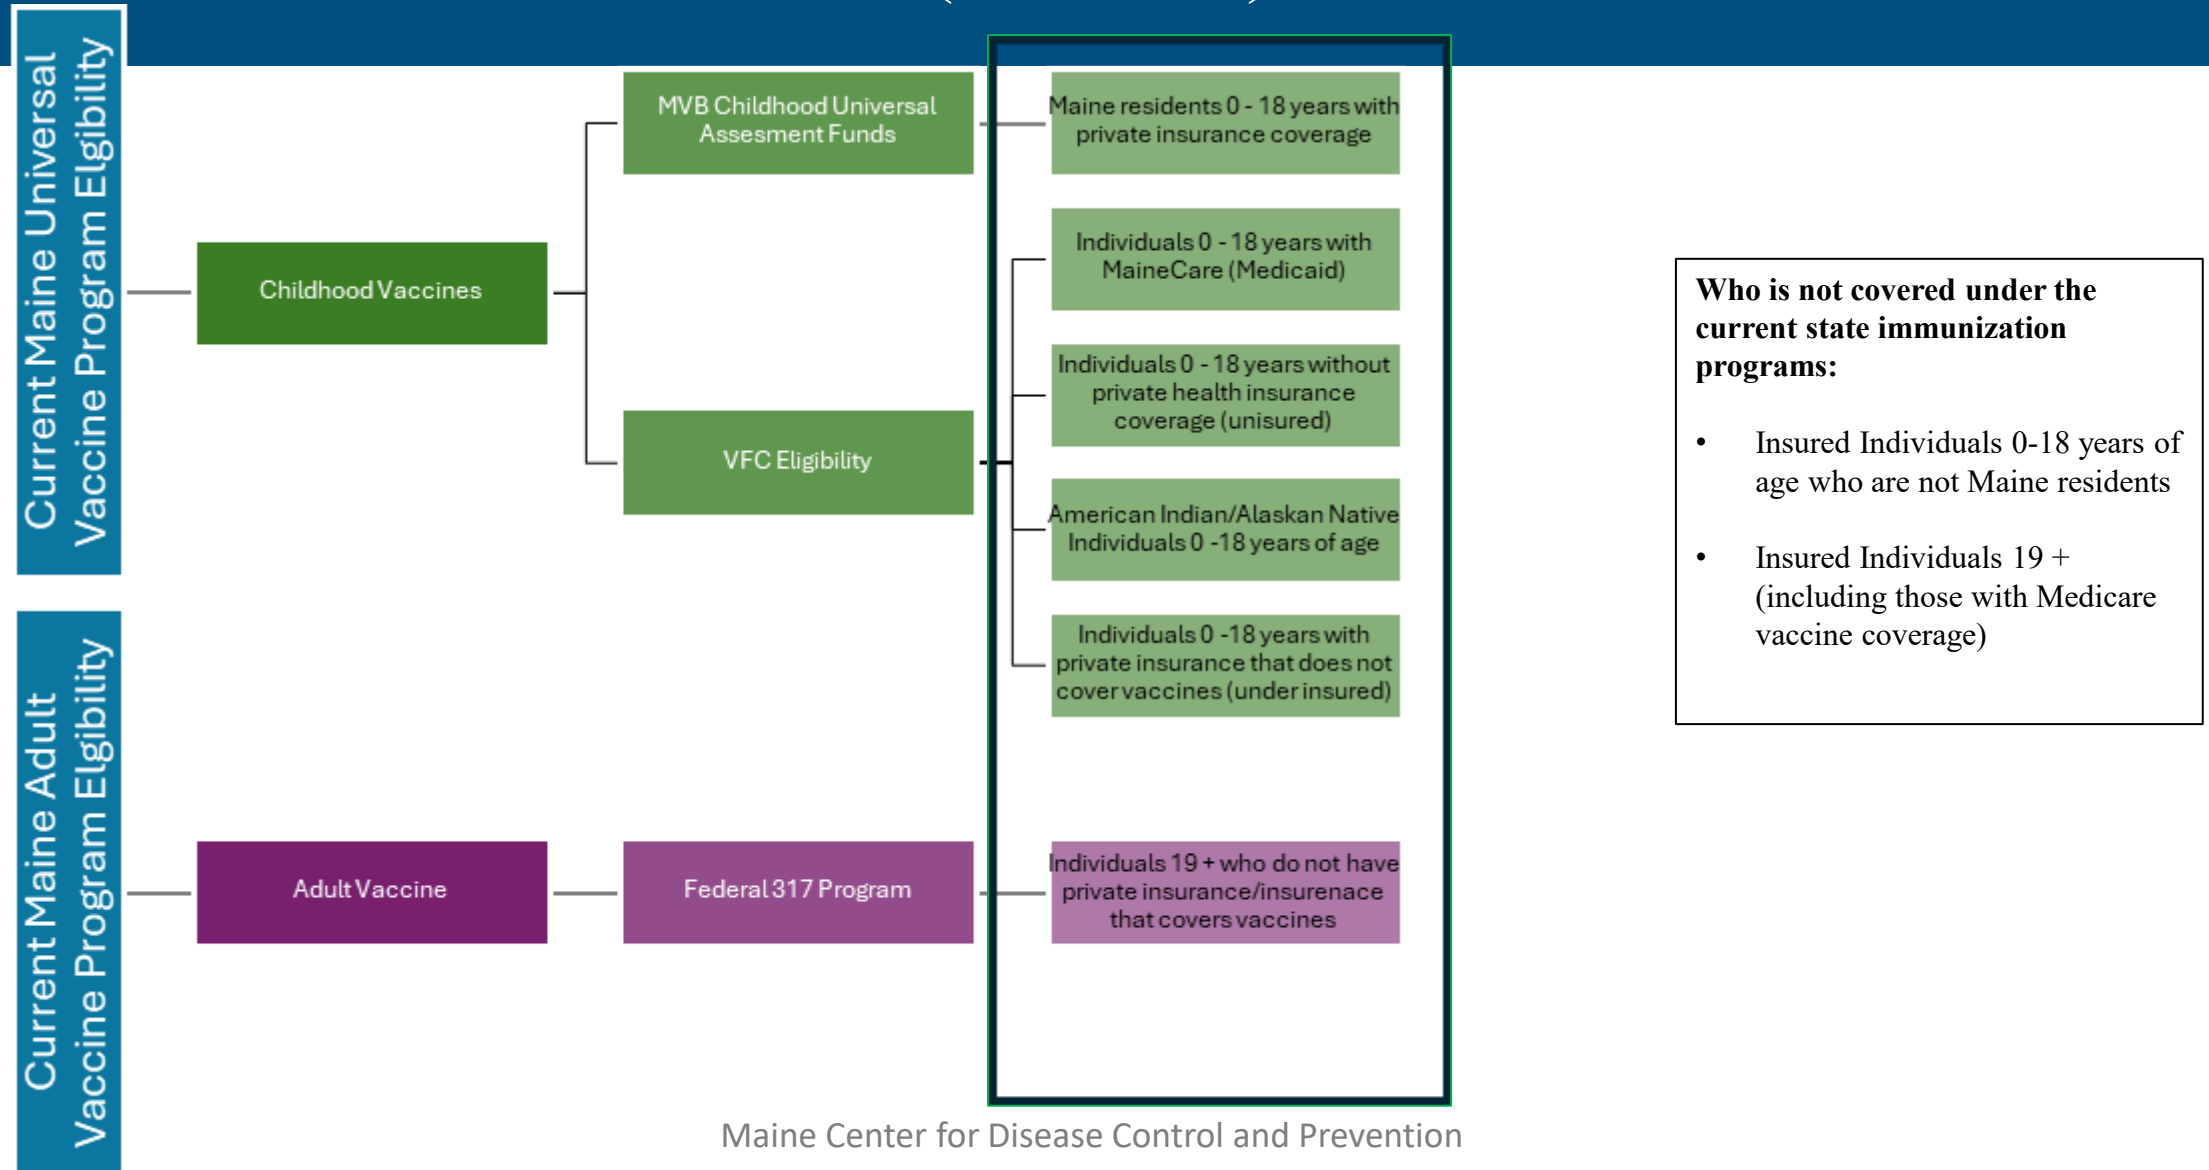 Current Maine Universal
Vaccine Program Elgibility
Childhood Vaccines
MVB Childhood Universal
Assesment Funds
Maine residents 0 - 18 years with
private insurance coverage
VFC Eligibility
Individuals 0 - 18 years with
MaineCare (Medicaid)
Individuals 0 - 18 years without
private health insurance
coverage (unisured)
American Indian/Alaskan Native
Individuals 0 -18 years of age
Individuals 0 -18 years with
private insurance that does not
cover vaccines (under insured)
Current Maine Adult
Vaccine Program Elgibility
Adult Vaccine
Federal 317 Program
Individuals 19 + who do not have
private insurance/insurenace
that covers vaccines
Who is not covered under the
current state immunization
programs:
• Insured Individuals 0-18 years of
age who are not Maine residents
• Insured Individuals 19 +
(including those with Medicare
vaccine coverage)
Maine Center for Disease Control and Prevention